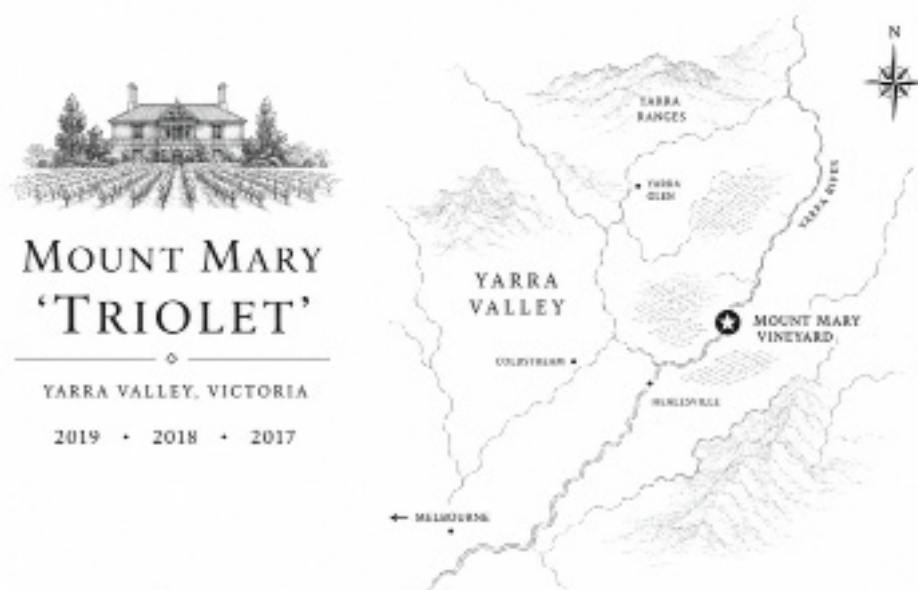 MOUNT MARY
‘TRIOLET’
YARRA VALLEY, VICTORIA
2019 • 2018 • 2017
N
YARRA
RANGES
YARRA
GLEN
YARRA RIVER
YARRA
VALLEY
MOUNT MARY
VINEYARD
COLDSTREAM
HEALESVILLE
MELBOURNE